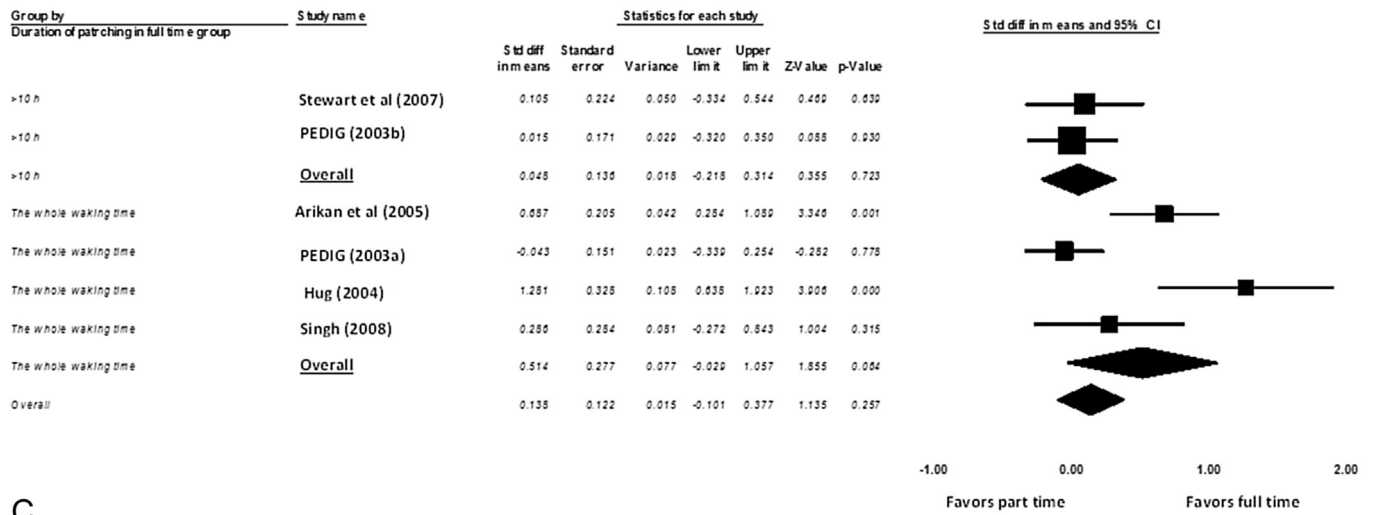 Group by Study name Statistics for each study Std diff in means and 95% CI
Duration of patrching in full time group
Std diff Standard Lower Upper
in means error Variance limit limit Z-Value p-Value
>10 h Stewart et al (2007) 0.105 0.224 0.050 -0.334 0.544 0.469 0.639
>10 h PEDIG (2003b) 0.015 0.171 0.029 -0.320 0.350 0.088 0.930
>10 h Overall 0.048 0.136 0.018 -0.218 0.314 0.355 0.723
The whole waking time Arikan et al (2005) 0.687 0.205 0.042 0.284 1.089 3.346 0.001
The whole waking time PEDIG (2003a) -0.043 0.151 0.023 -0.339 0.254 -0.282 0.778
The whole waking time Hug (2004) 1.281 0.328 0.108 0.638 1.923 3.906 0.000
The whole waking time Singh (2008) 0.286 0.284 0.081 -0.272 0.843 1.004 0.315
The whole waking time Overall 0.514 0.277 0.077 -0.029 1.057 1.855 0.064
Overall 0.138 0.122 0.015 -0.101 0.377 1.135 0.257
-1.00 0.00 1.00 2.00
Favors part time Favors full time
C